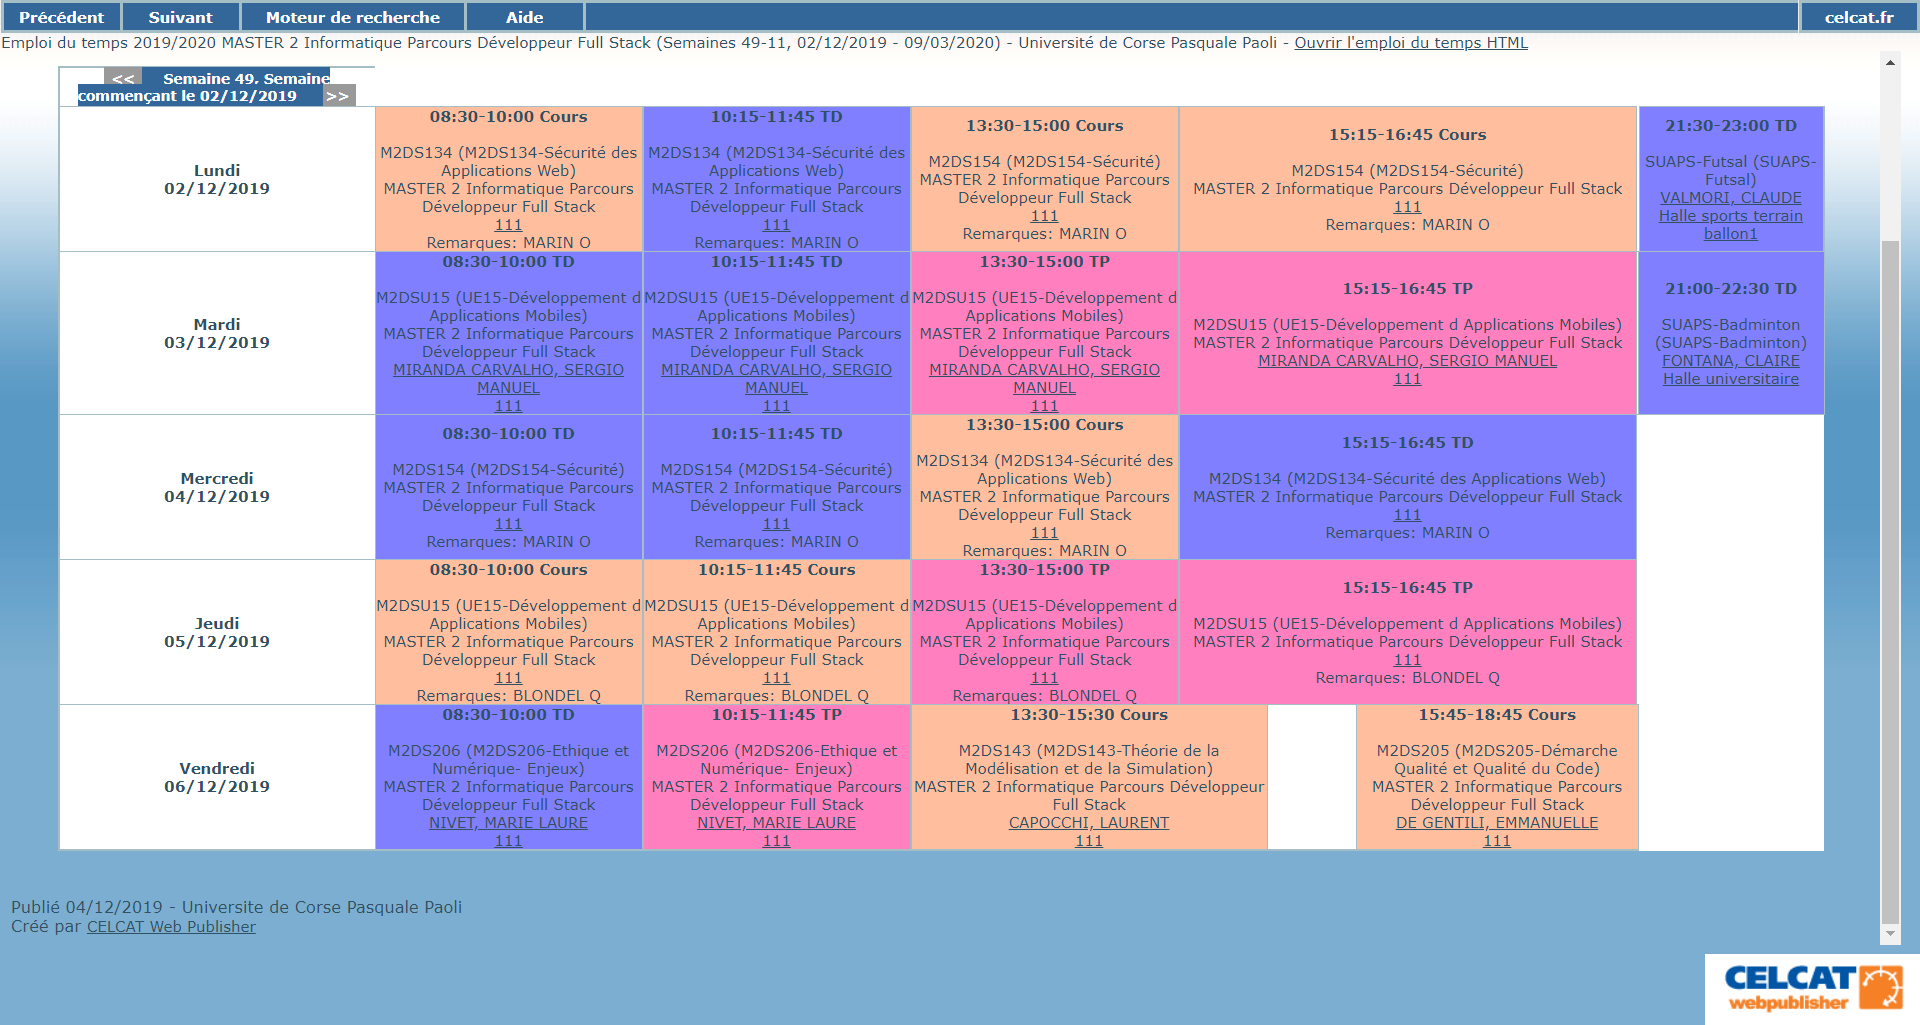 Précédent Suivant Moteur de recherche Aide celcat.fr
Emploi du temps 2019/2020 MASTER 2 Informatique Parcours Développeur Full Stack (Semaines 49-11, 02/12/2019 - 09/03/2020) - Université de Corse Pasquale Paoli - Ouvrir l'emploi du temps HTML
<< Semaine 49, Semaine
commençant le 02/12/2019 >>
Lundi
02/12/2019
08:30-10:00 Cours
M2DS134 (M2DS134-Sécurité des
Applications Web)
MASTER 2 Informatique Parcours
Développeur Full Stack
111
Remarques: MARIN O
10:15-11:45 TD
M2DS134 (M2DS134-Sécurité des
Applications Web)
MASTER 2 Informatique Parcours
Développeur Full Stack
111
Remarques: MARIN O
13:30-15:00 Cours
M2DS154 (M2DS154-Sécurité)
MASTER 2 Informatique Parcours
Développeur Full Stack
111
Remarques: MARIN O
15:15-16:45 Cours
M2DS154 (M2DS154-Sécurité)
MASTER 2 Informatique Parcours Développeur Full Stack
111
Remarques: MARIN O
21:30-23:00 TD
SUAPS-Futsal (SUAPS-
Futsal)
VALMORI, CLAUDE
Halle sports terrain
ballon1
Mardi
03/12/2019
08:30-10:00 TD
M2DSU15 (UE15-Développement d
Applications Mobiles)
MASTER 2 Informatique Parcours
Développeur Full Stack
MIRANDA CARVALHO, SERGIO
MANUEL
111
10:15-11:45 TD
M2DSU15 (UE15-Développement d
Applications Mobiles)
MASTER 2 Informatique Parcours
Développeur Full Stack
MIRANDA CARVALHO, SERGIO
MANUEL
111
13:30-15:00 TP
M2DSU15 (UE15-Développement d
Applications Mobiles)
MASTER 2 Informatique Parcours
Développeur Full Stack
MIRANDA CARVALHO, SERGIO
MANUEL
111
15:15-16:45 TP
M2DSU15 (UE15-Développement d Applications Mobiles)
MASTER 2 Informatique Parcours Développeur Full Stack
MIRANDA CARVALHO, SERGIO MANUEL
111
21:00-22:30 TD
SUAPS-Badminton
(SUAPS-Badminton)
FONTANA, CLAIRE
Halle universitaire
Mercredi
04/12/2019
08:30-10:00 TD
M2DS154 (M2DS154-Sécurité)
MASTER 2 Informatique Parcours
Développeur Full Stack
111
Remarques: MARIN O
10:15-11:45 TD
M2DS154 (M2DS154-Sécurité)
MASTER 2 Informatique Parcours
Développeur Full Stack
111
Remarques: MARIN O
13:30-15:00 Cours
M2DS134 (M2DS134-Sécurité des
Applications Web)
MASTER 2 Informatique Parcours
Développeur Full Stack
111
Remarques: MARIN O
15:15-16:45 TD
M2DS134 (M2DS134-Sécurité des Applications Web)
MASTER 2 Informatique Parcours Développeur Full Stack
111
Remarques: MARIN O
Jeudi
05/12/2019
08:30-10:00 Cours
M2DSU15 (UE15-Développement d
Applications Mobiles)
MASTER 2 Informatique Parcours
Développeur Full Stack
111
Remarques: BLONDEL Q
10:15-11:45 Cours
M2DSU15 (UE15-Développement d
Applications Mobiles)
MASTER 2 Informatique Parcours
Développeur Full Stack
111
Remarques: BLONDEL Q
13:30-15:00 TP
M2DSU15 (UE15-Développement d
Applications Mobiles)
MASTER 2 Informatique Parcours
Développeur Full Stack
111
Remarques: BLONDEL Q
15:15-16:45 TP
M2DSU15 (UE15-Développement d Applications Mobiles)
MASTER 2 Informatique Parcours Développeur Full Stack
111
Remarques: BLONDEL Q
Vendredi
06/12/2019
08:30-10:00 TD
M2DS206 (M2DS206-Ethique et
Numérique- Enjeux)
MASTER 2 Informatique Parcours
Développeur Full Stack
NIVET, MARIE LAURE
111
10:15-11:45 TP
M2DS206 (M2DS206-Ethique et
Numérique- Enjeux)
MASTER 2 Informatique Parcours
Développeur Full Stack
NIVET, MARIE LAURE
111
13:30-15:30 Cours
M2DS143 (M2DS143-Théorie de la
Modélisation et de la Simulation)
MASTER 2 Informatique Parcours Développeur
Full Stack
CAPOCCHI, LAURENT
111
15:45-18:45 Cours
M2DS205 (M2DS205-Démarche
Qualité et Qualité du Code)
MASTER 2 Informatique Parcours
Développeur Full Stack
DE GENTILI, EMMANUELLE
111
Publié 04/12/2019 - Universite de Corse Pasquale Paoli
Créé par CELCAT Web Publisher
CELCAT
webpublisher